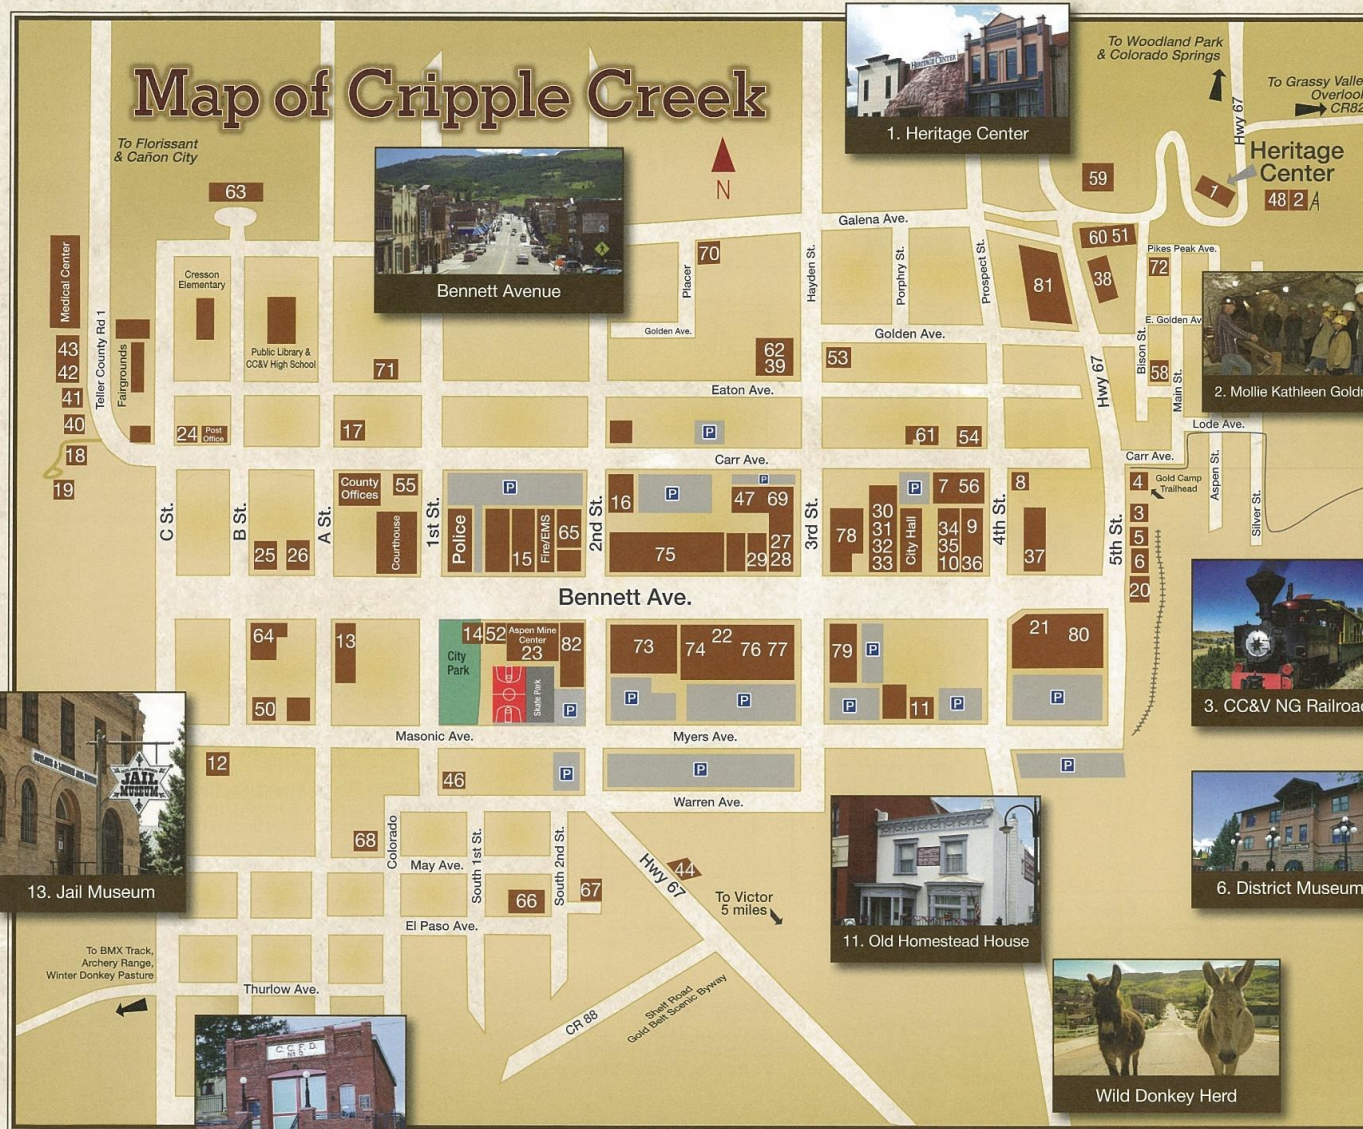 Map of Cripple Creek
N
To Florissant
& Cañon City
To Woodland Park
& Colorado Springs
To Grassy Valle
Overlook
CR82
Hwy 67
HERITAGE CENTER
1. Heritage Center
Heritage
Center
1
48 2 A
59
60 51
63
Bennett Avenue
Galena Ave.
Pikes Peak Ave.
70
72
38
81
Placer
Hayden St.
Porphry St.
Prospect St.
Medical Center
Teller County Rd 1
Cresson
Elementary
Public Library &
CC&V High School
Fairgrounds
Golden Ave.
Golden Ave.
E. Golden Av
Bison St.
Main St.
Hwy 67
43
42
41
40
18
19
71
62
39
53
58
2. Mollie Kathleen Gold
Eaton Ave.
Lode Ave.
24
Post
Office
17
P
61
54
Carr Ave.
Carr Ave.
Aspen St.
Silver St.
C St.
B St.
A St.
1st St.
2nd St.
3rd St.
4th St.
5th St.
County
Offices
55
P
16
P
P
47 69
P
7 56
8
4
Gold Camp
Trailhead
3
5
6
20
Courthouse
Police
15
Fire/EMS
65
75
29
27
28
78
30
31
32
33
City Hall
34
35
10
9
36
37
25
26
Bennett Ave.
64
13
14 52
Aspen Mine
Center
23
82
City
Park
Skate Park
P
73
74
22
76 77
P
P
79
P
P
11
P
21
80
P
3. CC&V NG Railroad
50
Masonic Ave.
Myers Ave.
12
46
P
P
P
Warren Ave.
JAIL
MUSEUM
13. Jail Museum
68
Colorado
May Ave.
South 1st St.
South 2nd St.
66
67
44
Hwy 67
To Victor
5 miles
El Paso Ave.
11. Old Homestead House
6. District Museum
To BMX Track,
Archery Range,
Winter Donkey Pasture
Thurlow Ave.
CR 88
Shelf Road
Gold Belt Scenic Byway
C.C.F.D.
Wild Donkey Herd